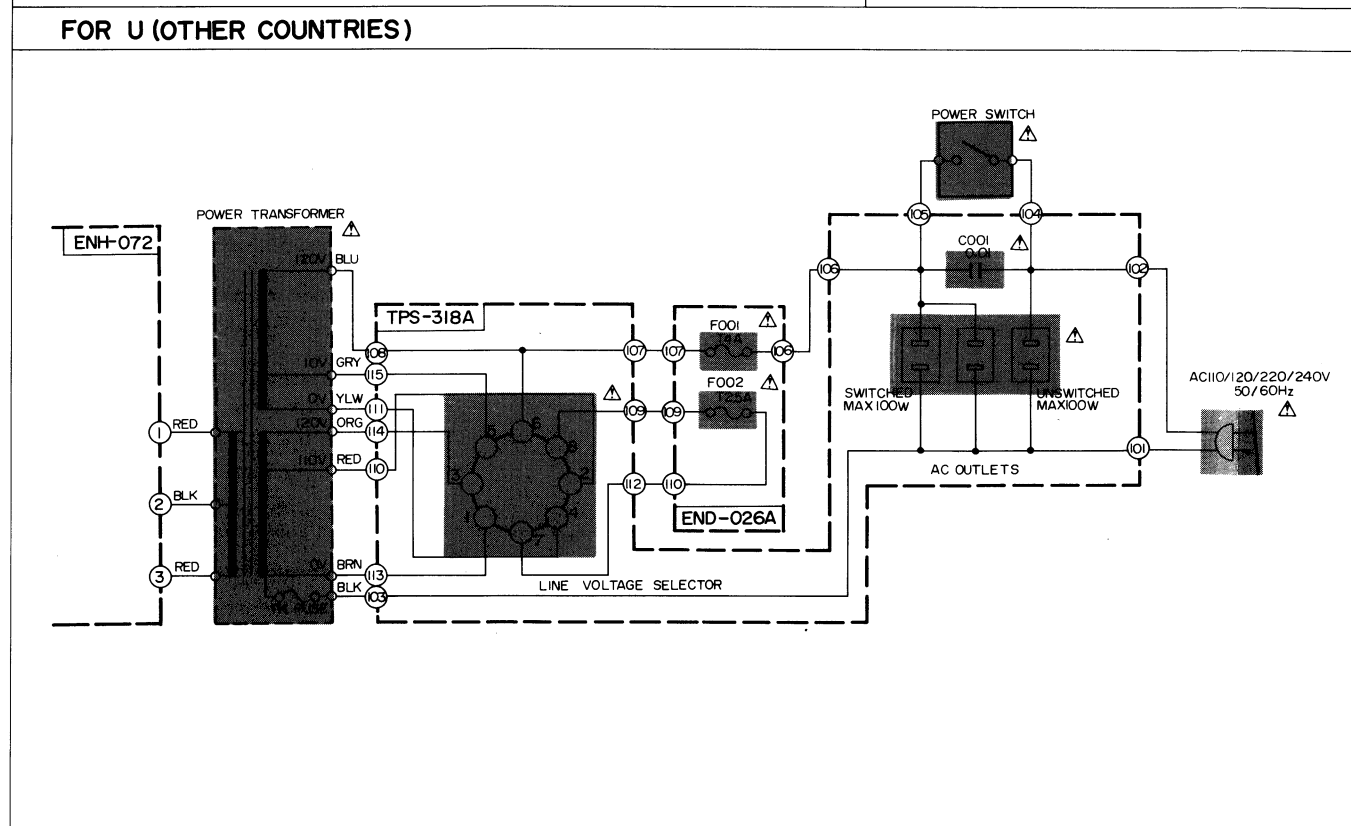 FOR U (OTHER COUNTRIES)
POWER SWITCH
105
104
POWER TRANSFORMER
ENH-072
C001
0.01
120V BLU
106
102
TPS-318A
F001
T4A
108
107
107
106
10V GRY
115
F002
T2.5A
AC110/120/220/240V
50/60Hz
SWITCHED
MAX100W
UNSWITCHED
MAX100W
0V YLW
111
109
109
120V ORG
114
1
RED
5
6
8
110V RED
110
AC OUTLETS
101
3
2
112
110
2
BLK
1
7
4
END-026A
3
RED
0V BRN
113
LINE VOLTAGE SELECTOR
BLK
103